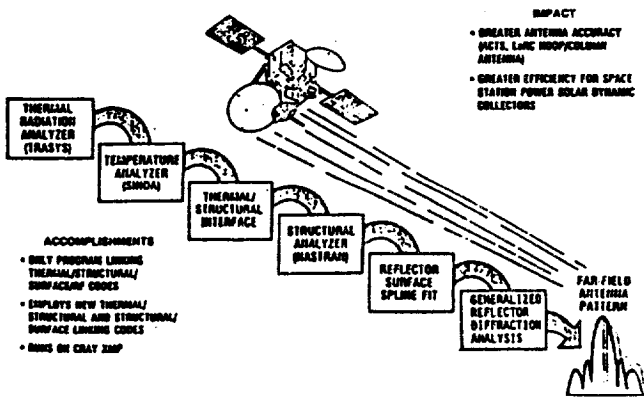 IMPACT
• GREATER ANTENNA ACCURACT
(ACTS, LeRC HOOP/COLUMN
ANTENNA)
• GREATER EFFICIENCY FOR SPACE
STATION POWER SOLAR DYNAMIC
COLLECTORS
THERMAL
RADIATION
ANALYZER
(TRASYS)
TEMPERATURE
ANALYZER
(SINDA)
THERMAL/
STRUCTURAL
INTERFACE
STRUCTURAL
ANALYZER
(NASTRAN)
REFLECTOR
SURFACE
SPLINE FIT
GENERALIZED
REFLECTOR
DIFFRACTION
ANALYSIS
FAR-FIELD
ANTENNA
PATTERN
ACCOMPLISHMENTS
• ONLY PROGRAM LINKING
THERMAL/STRUCTURAL/
SURFACE/RF CODES
• EMPLOYS NEW THERMAL/
STRUCTURAL AND STRUCTURAL/
SURFACE LINKING CODES
• RUNS ON CRAY XMP